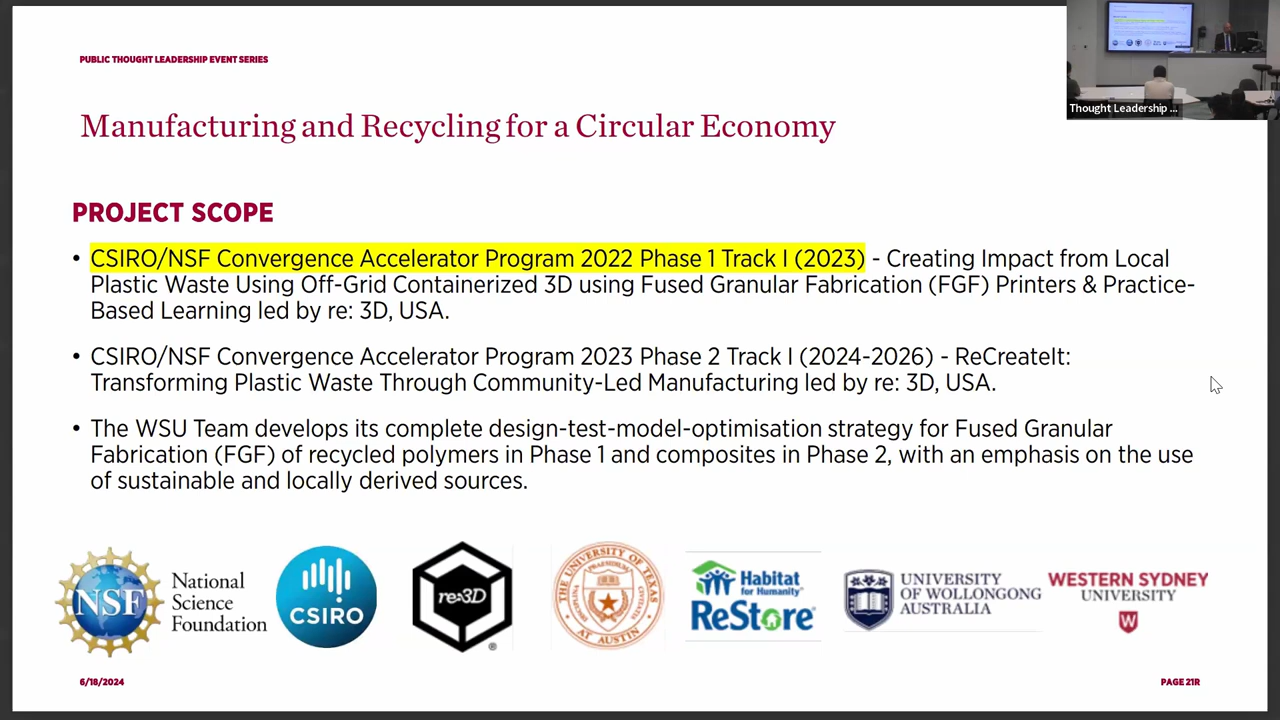 PUBLIC THOUGHT LEADERSHIP EVENT SERIES
Thought Leadership ...
Manufacturing and Recycling for a Circular Economy
PROJECT SCOPE
• CSIRO/NSF Convergence Accelerator Program 2022 Phase 1 Track I (2023) - Creating Impact from Local
Plastic Waste Using Off-Grid Containerized 3D using Fused Granular Fabrication (FGF) Printers & Practice-
Based Learning led by re: 3D, USA.
• CSIRO/NSF Convergence Accelerator Program 2023 Phase 2 Track I (2024-2026) - ReCreateIt:
Transforming Plastic Waste Through Community-Led Manufacturing led by re: 3D, USA.
• The WSU Team develops its complete design-test-model-optimisation strategy for Fused Granular
Fabrication (FGF) of recycled polymers in Phase 1 and composites in Phase 2, with an emphasis on the use
of sustainable and locally derived sources.
NSF
National
Science
Foundation
CSIRO
re:3D
®
THE UNIVERSITY OF TEXAS
AT AUSTIN
Habitat
for Humanity®
ReStore
UNIVERSITY
OF WOLLONGONG
AUSTRALIA
WESTERN SYDNEY
UNIVERSITY
W
6/18/2024
PAGE 21R